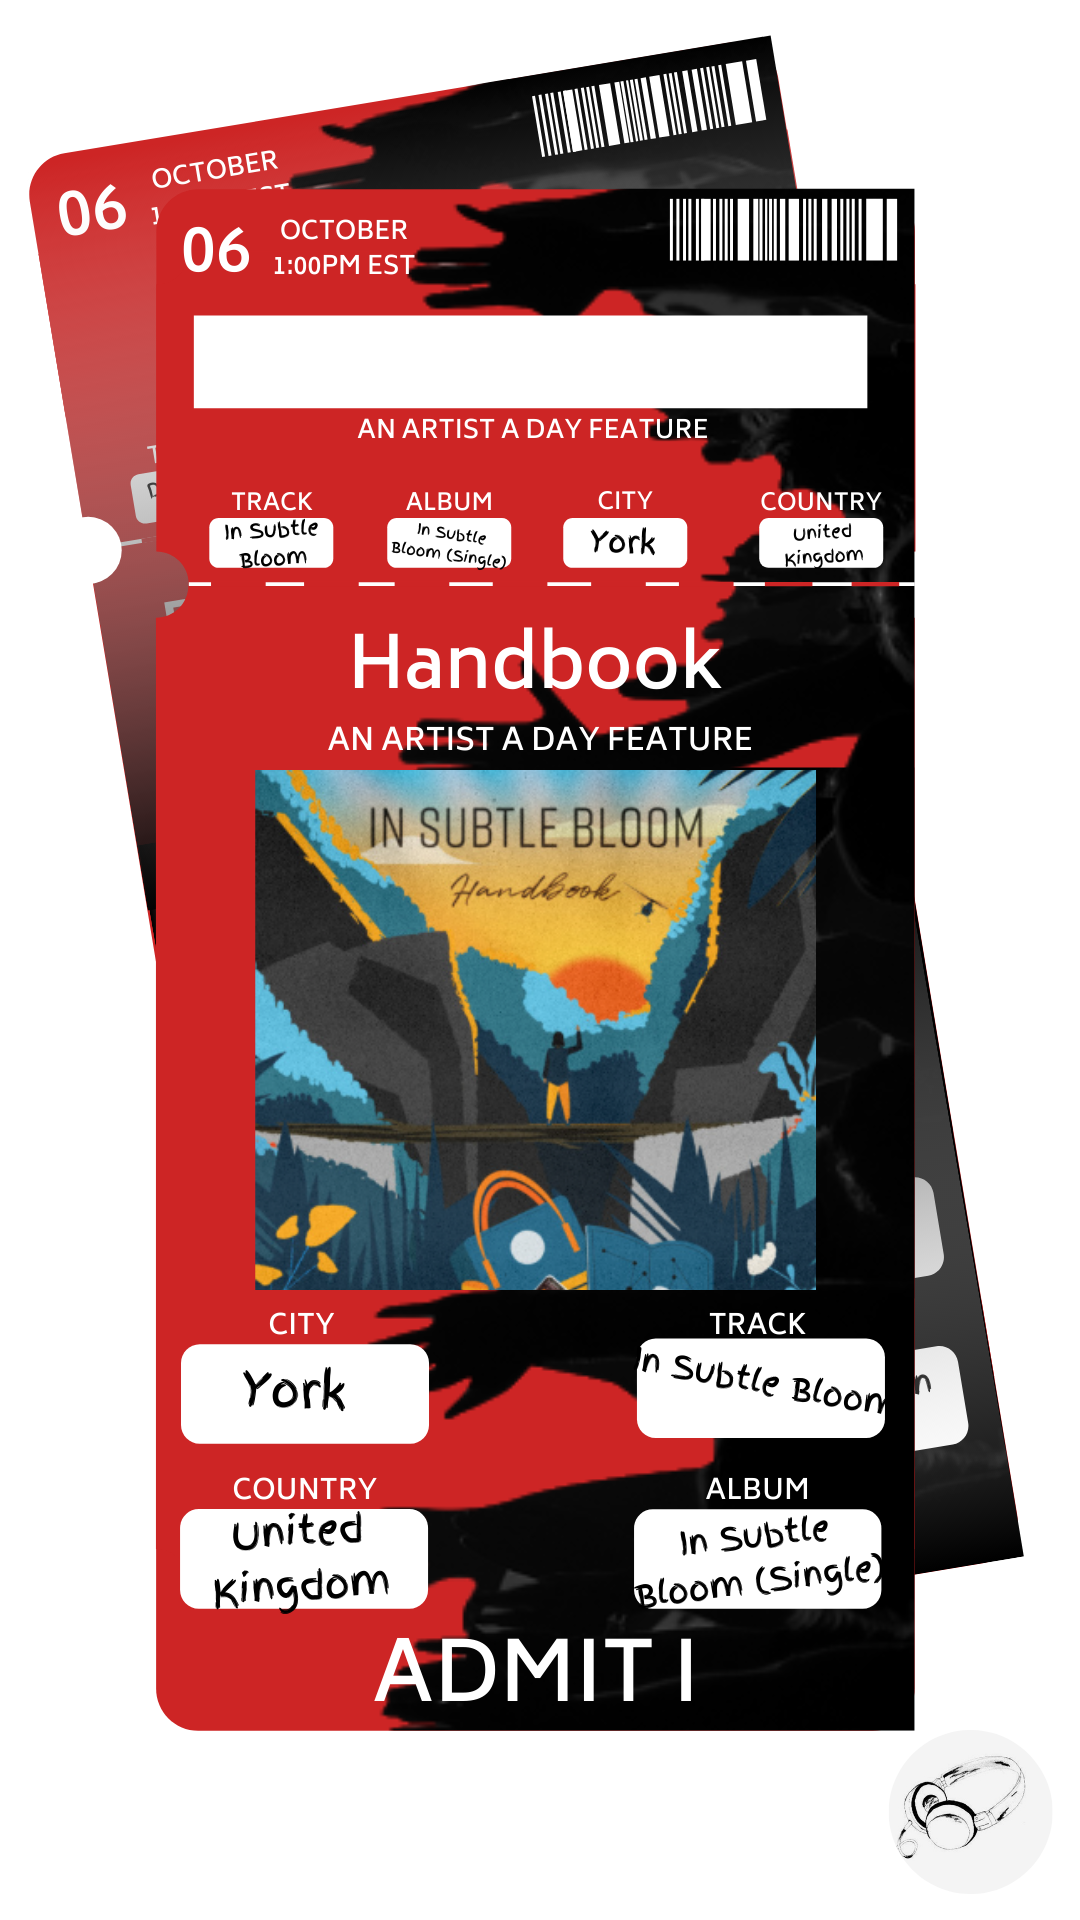 06
OCTOBER
06
OCTOBER
1:00PM EST
AN ARTIST A DAY FEATURE
TRACK
ALBUM
CITY
COUNTRY
In Subtle
Bloom
In Subtle
Bloom (Single)
York
United
Kingdom
Handbook
AN ARTIST A DAY FEATURE
IN SUBTLE BLOOM
Handbook
CITY
TRACK
York
In Subtle Bloom
COUNTRY
ALBUM
United
Kingdom
In Subtle
Bloom (Single)
ADMIT I